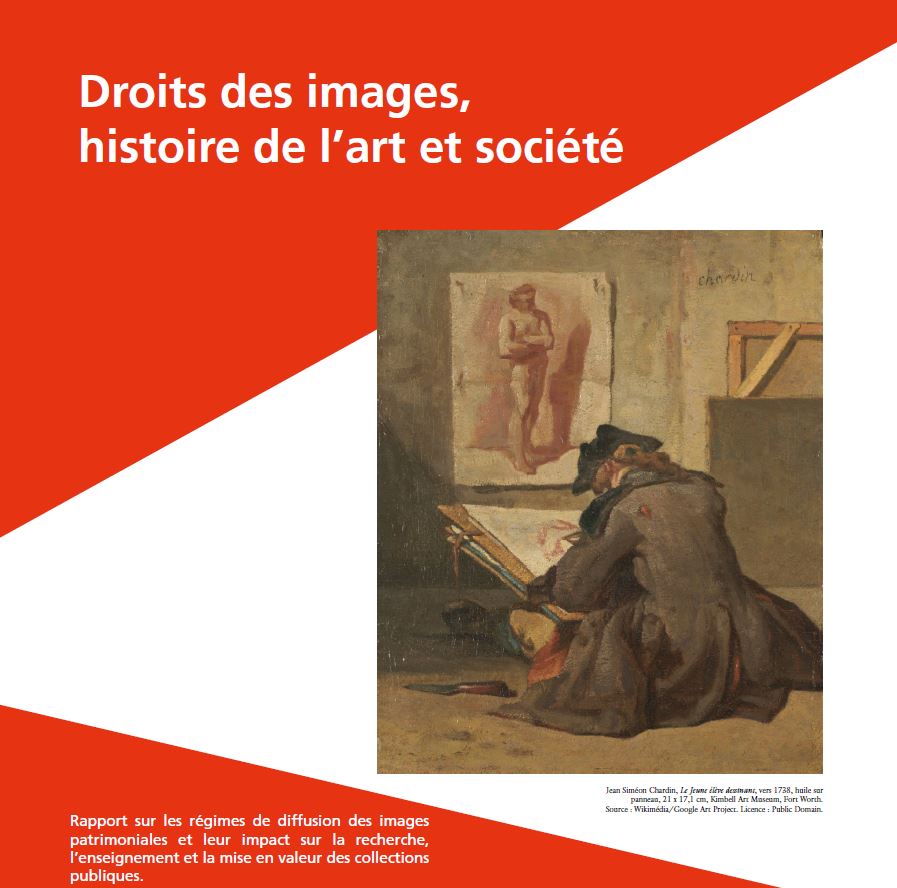 Droits des images,
histoire de l’art et société
chardin
Jean Siméon Chardin, Le Jeune élève dessinant, vers 1738, huile sur
panneau, 21 x 17,1 cm, Kimbell Art Museum, Fort Worth.
Source : Wikimédia/Google Art Project. Licence : Public Domain.
Rapport sur les régimes de diffusion des images
patrimoniales et leur impact sur la recherche,
l’enseignement et la mise en valeur des collections
publiques.